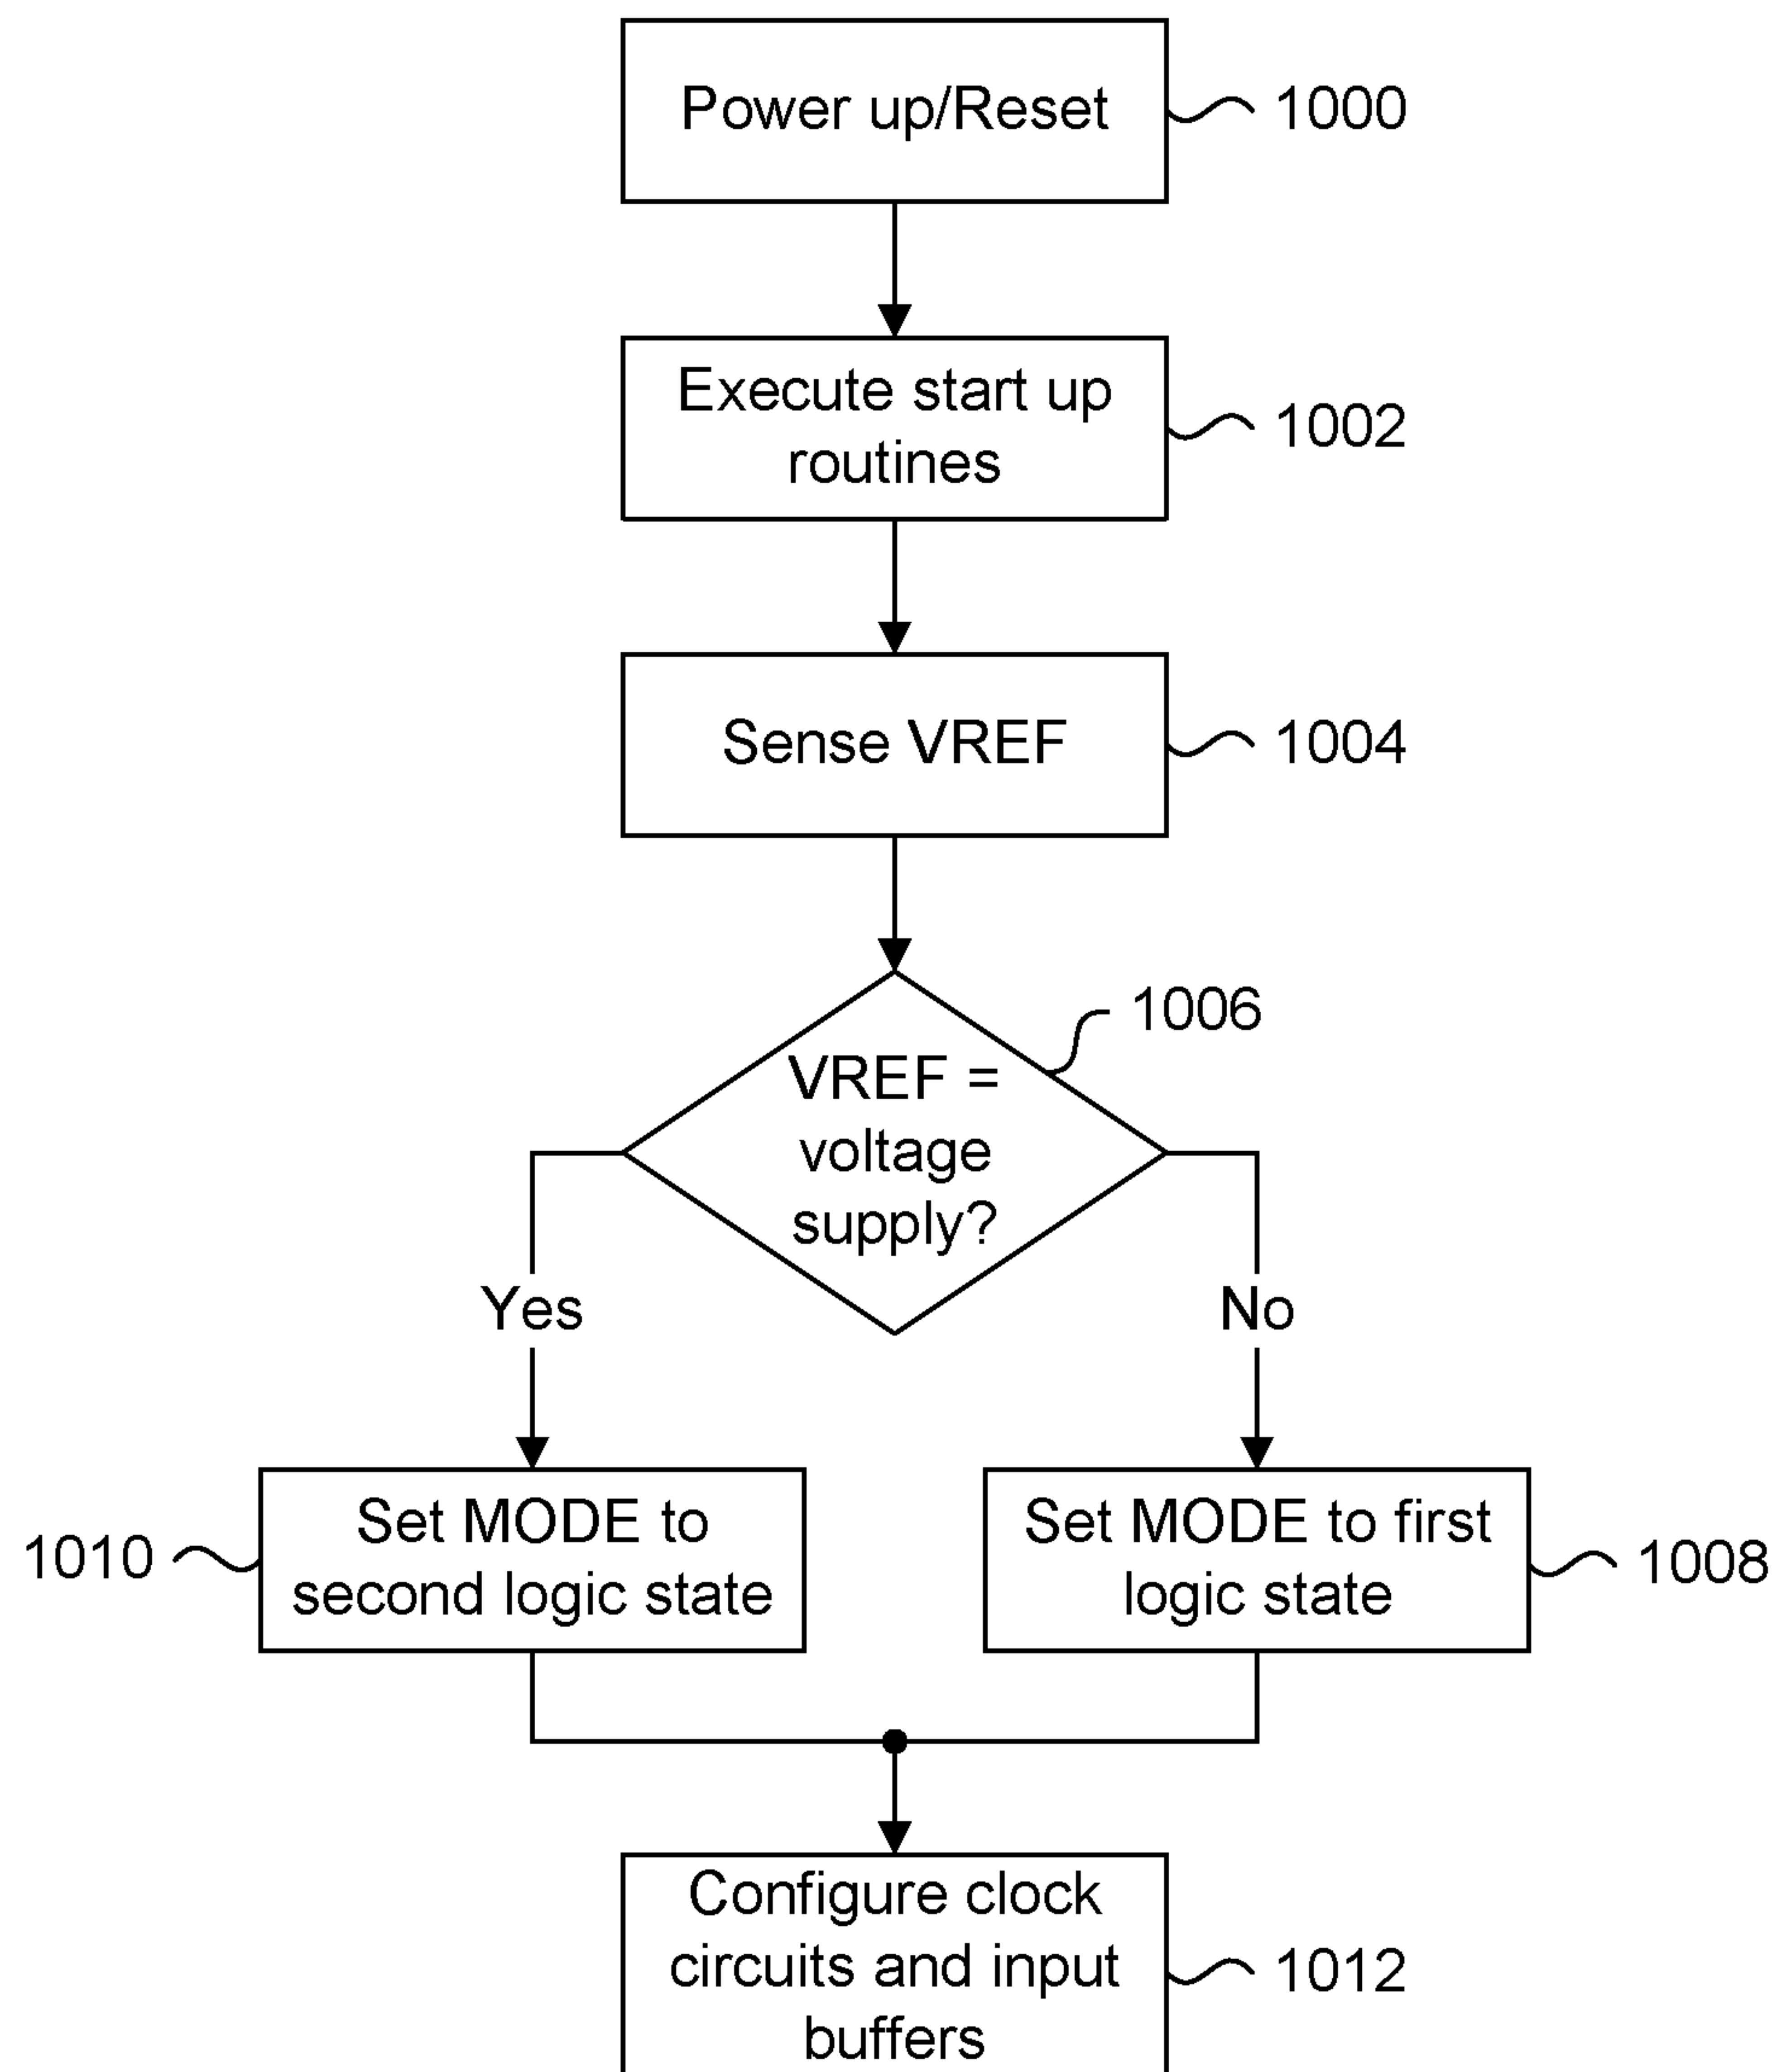 Power up/Reset
1000
Execute start up
routines
1002
Sense VREF
1004
1006
VREF =
voltage
supply?
Yes
No
Set MODE to
second logic state
1010
Set MODE to first
logic state
1008
Configure clock
circuits and input
buffers
1012